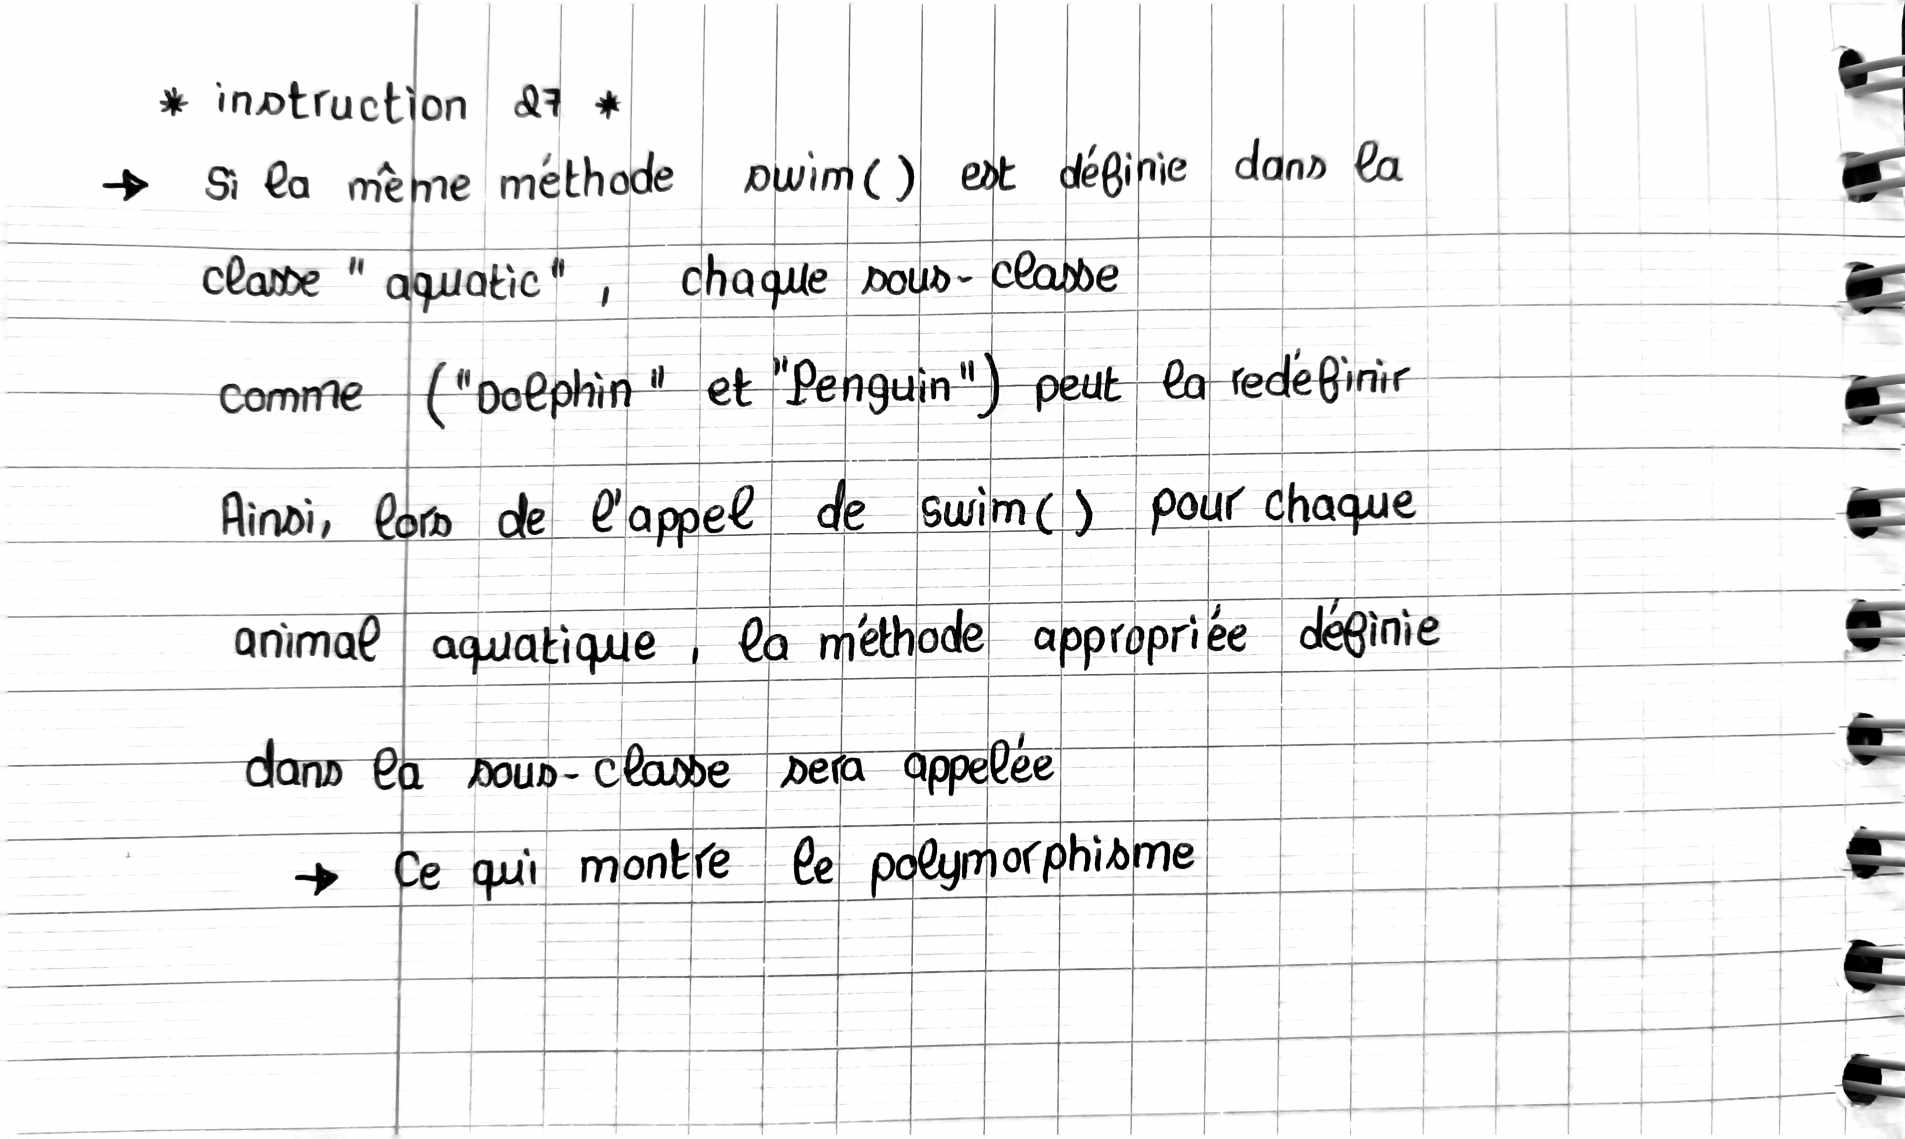 * instruction 27 *
→ Si la même méthode swim() est définie dans la
classe "aquatic", chaque sous-classe
comme ("Dolphin" et "Penguin") peut la redéfinir
Ainsi, lors de l'appel de swim() pour chaque
animal aquatique, la méthode appropriée définie
dans la sous-classe sera appelée
→ Ce qui montre le polymorphisme